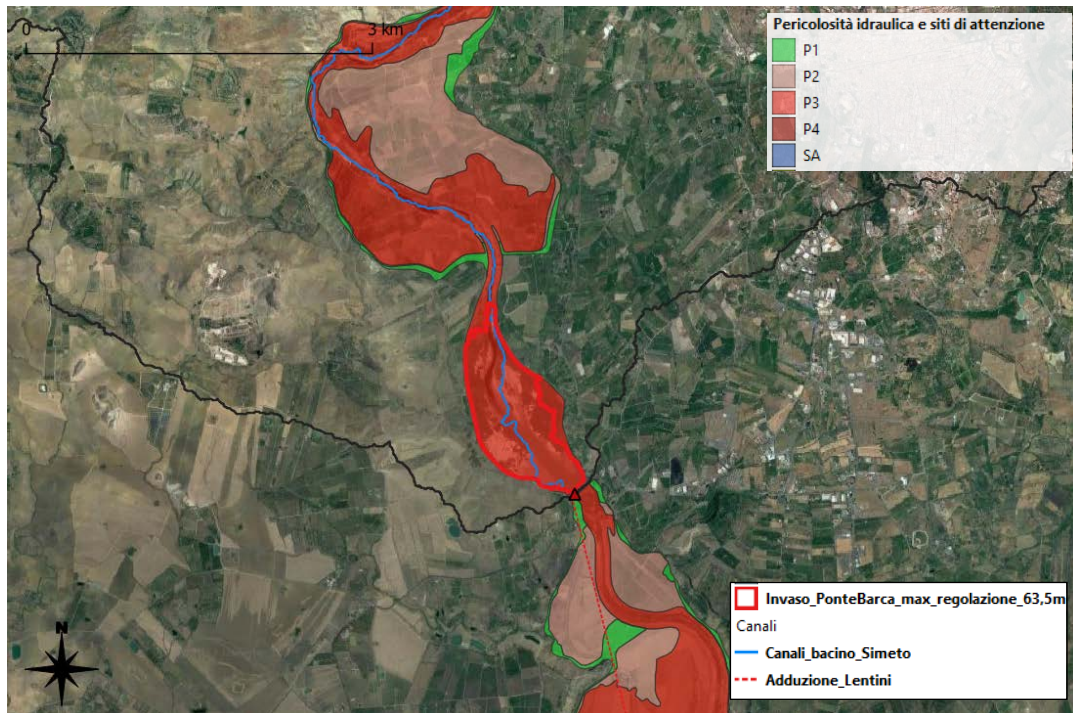 0 3 km
Pericolosità idraulica e siti di attenzione
P1
P2
P3
P4
SA
N
Invaso_PonteBarca_max_regolazione_63,5m
Canali
Canali_bacino_Simeto
Adduzione_Lentini